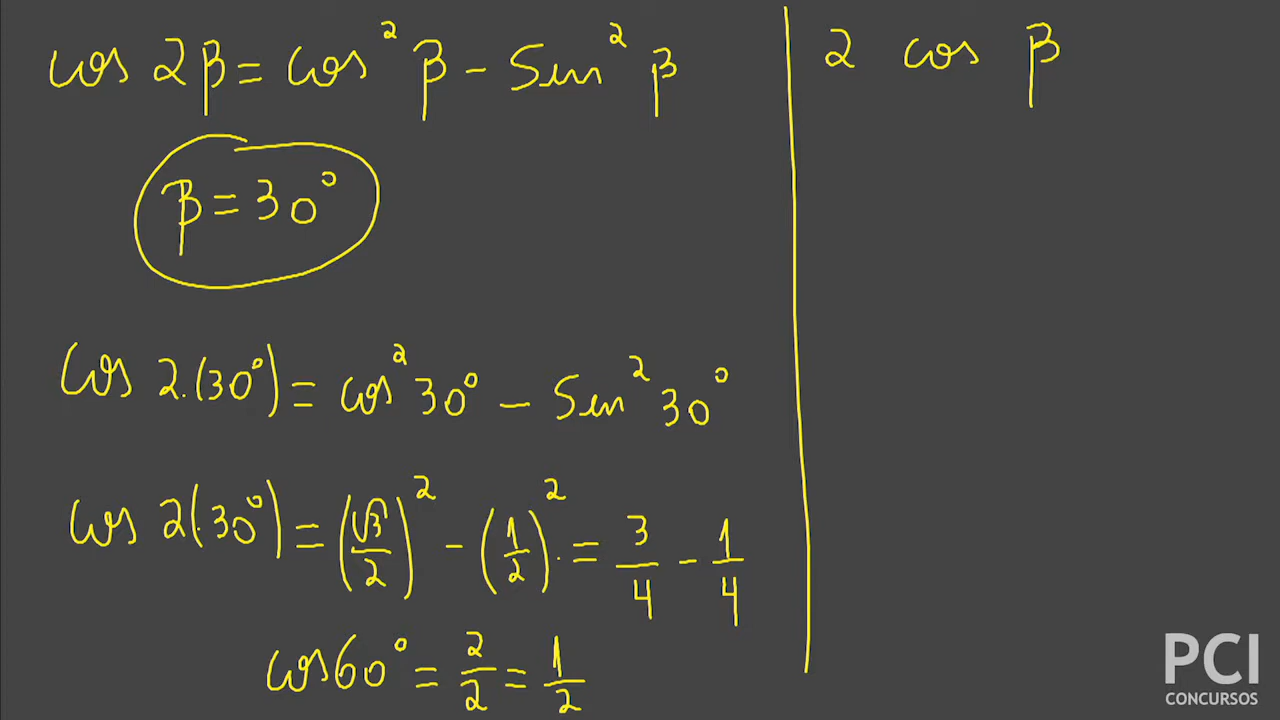 cos 2β = cos² β - sen² β
β = 30°
cos 2.(30°) = cos² 30° - sen² 30°
cos 2(.30°) = (√3/2)² - (1/2)². = 3/4 - 1/4
cos 60° = 2/2 = 1/2
2 cos β
PCI
CONCURSOS